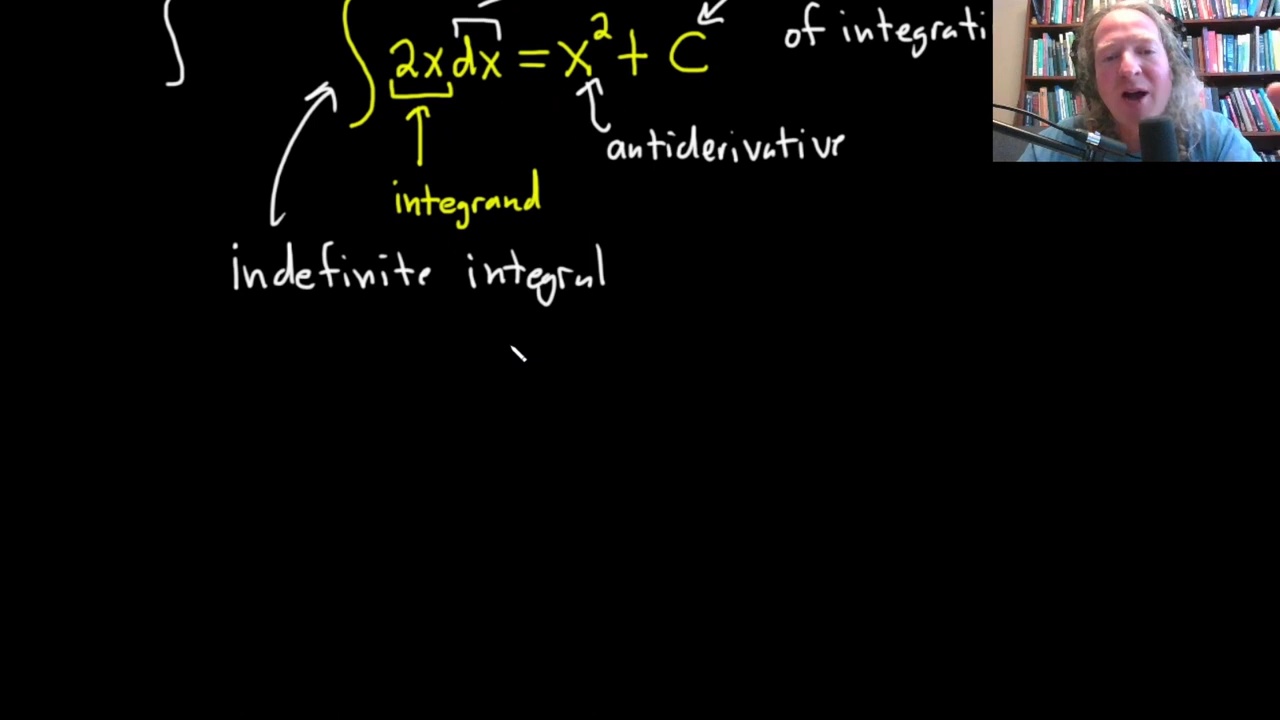 ∫ ∫ 2x dx = x² + C
of integrati
antiderivative
integrand
indefinite integral